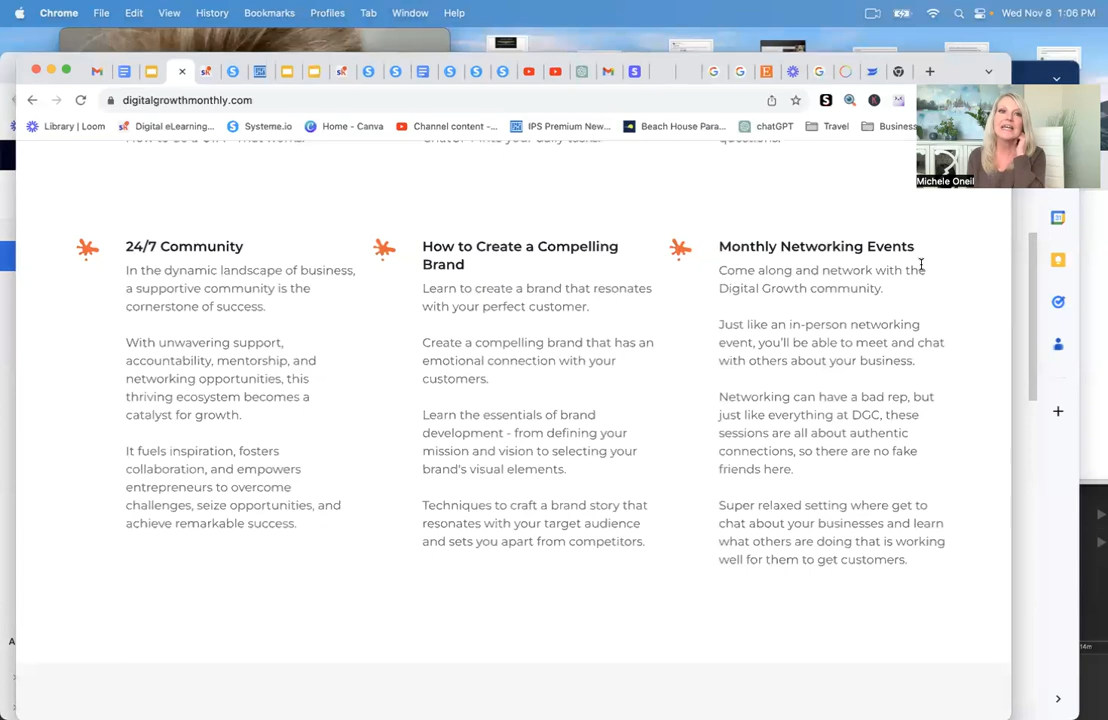 Chrome File Edit View History Bookmarks Profiles Tab Window Help Wed Nov 8 1:06 PM
digitalgrowthmonthly.com
Library | Loom Digital eLearning... Systeme.io Home - Canva Channel content -... IPS Premium New... Beach House Para... chatGPT Travel Business
Michele Oneil
questions.
24/7 Community
In the dynamic landscape of business,
a supportive community is the
cornerstone of success.
With unwavering support,
accountability, mentorship, and
networking opportunities, this
thriving ecosystem becomes a
catalyst for growth.
It fuels inspiration, fosters
collaboration, and empowers
entrepreneurs to overcome
challenges, seize opportunities, and
achieve remarkable success.
How to Create a Compelling
Brand
Learn to create a brand that resonates
with your perfect customer.
Create a compelling brand that has an
emotional connection with your
customers.
Learn the essentials of brand
development - from defining your
mission and vision to selecting your
brand's visual elements.
Techniques to craft a brand story that
resonates with your target audience
and sets you apart from competitors.
Monthly Networking Events
Come along and network with the
Digital Growth community.
Just like an in-person networking
event, you'll be able to meet and chat
with others about your business.
Networking can have a bad rep, but
just like everything at DGC, these
sessions are all about authentic
connections, so there are no fake
friends here.
Super relaxed setting where get to
chat about your businesses and learn
what others are doing that is working
well for them to get customers.
A
14m